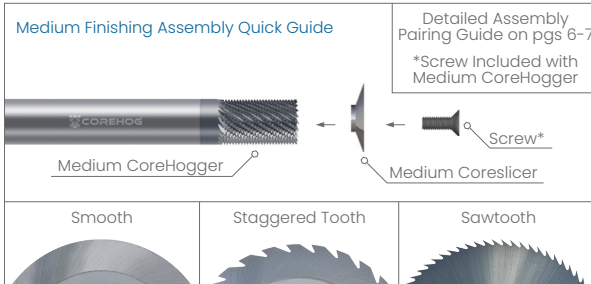 Medium Finishing Assembly Quick Guide
Detailed Assembly
Pairing Guide on pgs 6-7
*Screw Included with
Medium CoreHogger
COREHOG
Screw*
Medium CoreHogger
Medium Coreslicer
Smooth
Staggered Tooth
Sawtooth